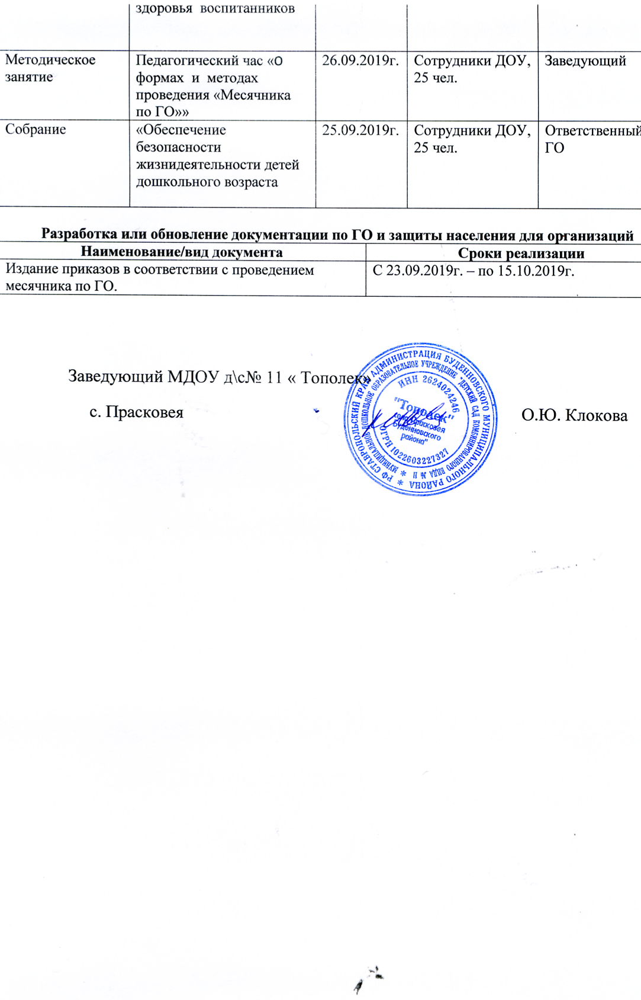 здоровья воспитанников
Методическое занятие
Педагогический час «О формах и методах проведения «Месячника по ГО»»
26.09.2019г.
Сотрудники ДОУ, 25 чел.
Заведующий
Собрание
«Обеспечение безопасности жизнидеятельности детей дошкольного возраста
25.09.2019г.
Сотрудники ДОУ, 25 чел.
Ответственный ГО
Разработка или обновление документации по ГО и защиты населения для организаций
Наименование/вид документа
Сроки реализации
Издание приказов в соответствии с проведением месячника по ГО.
С 23.09.2019г. – по 15.10.2019г.
Заведующий МДОУ д\с№ 11 « Тополек»
с. Прасковея
О.Ю. Клокова
* РФ СТАВРОПОЛЬСКИЙ КРАЙ АДМИНИСТРАЦИЯ БУДЕННОВСКОГО МУНИЦИПАЛЬНОГО РАЙОНА
* МУНИЦИПАЛЬНОЕ ДОШКОЛЬНОЕ ОБРАЗОВАТЕЛЬНОЕ УЧРЕЖДЕНИЕ "ДЕТСКИЙ САД КОМБИНИРОВАННОГО ВИДА № 11
ИНН 2624024246
"Тополек"
села Прасковея
Буденновского
района"
ОГРН 1022603227327